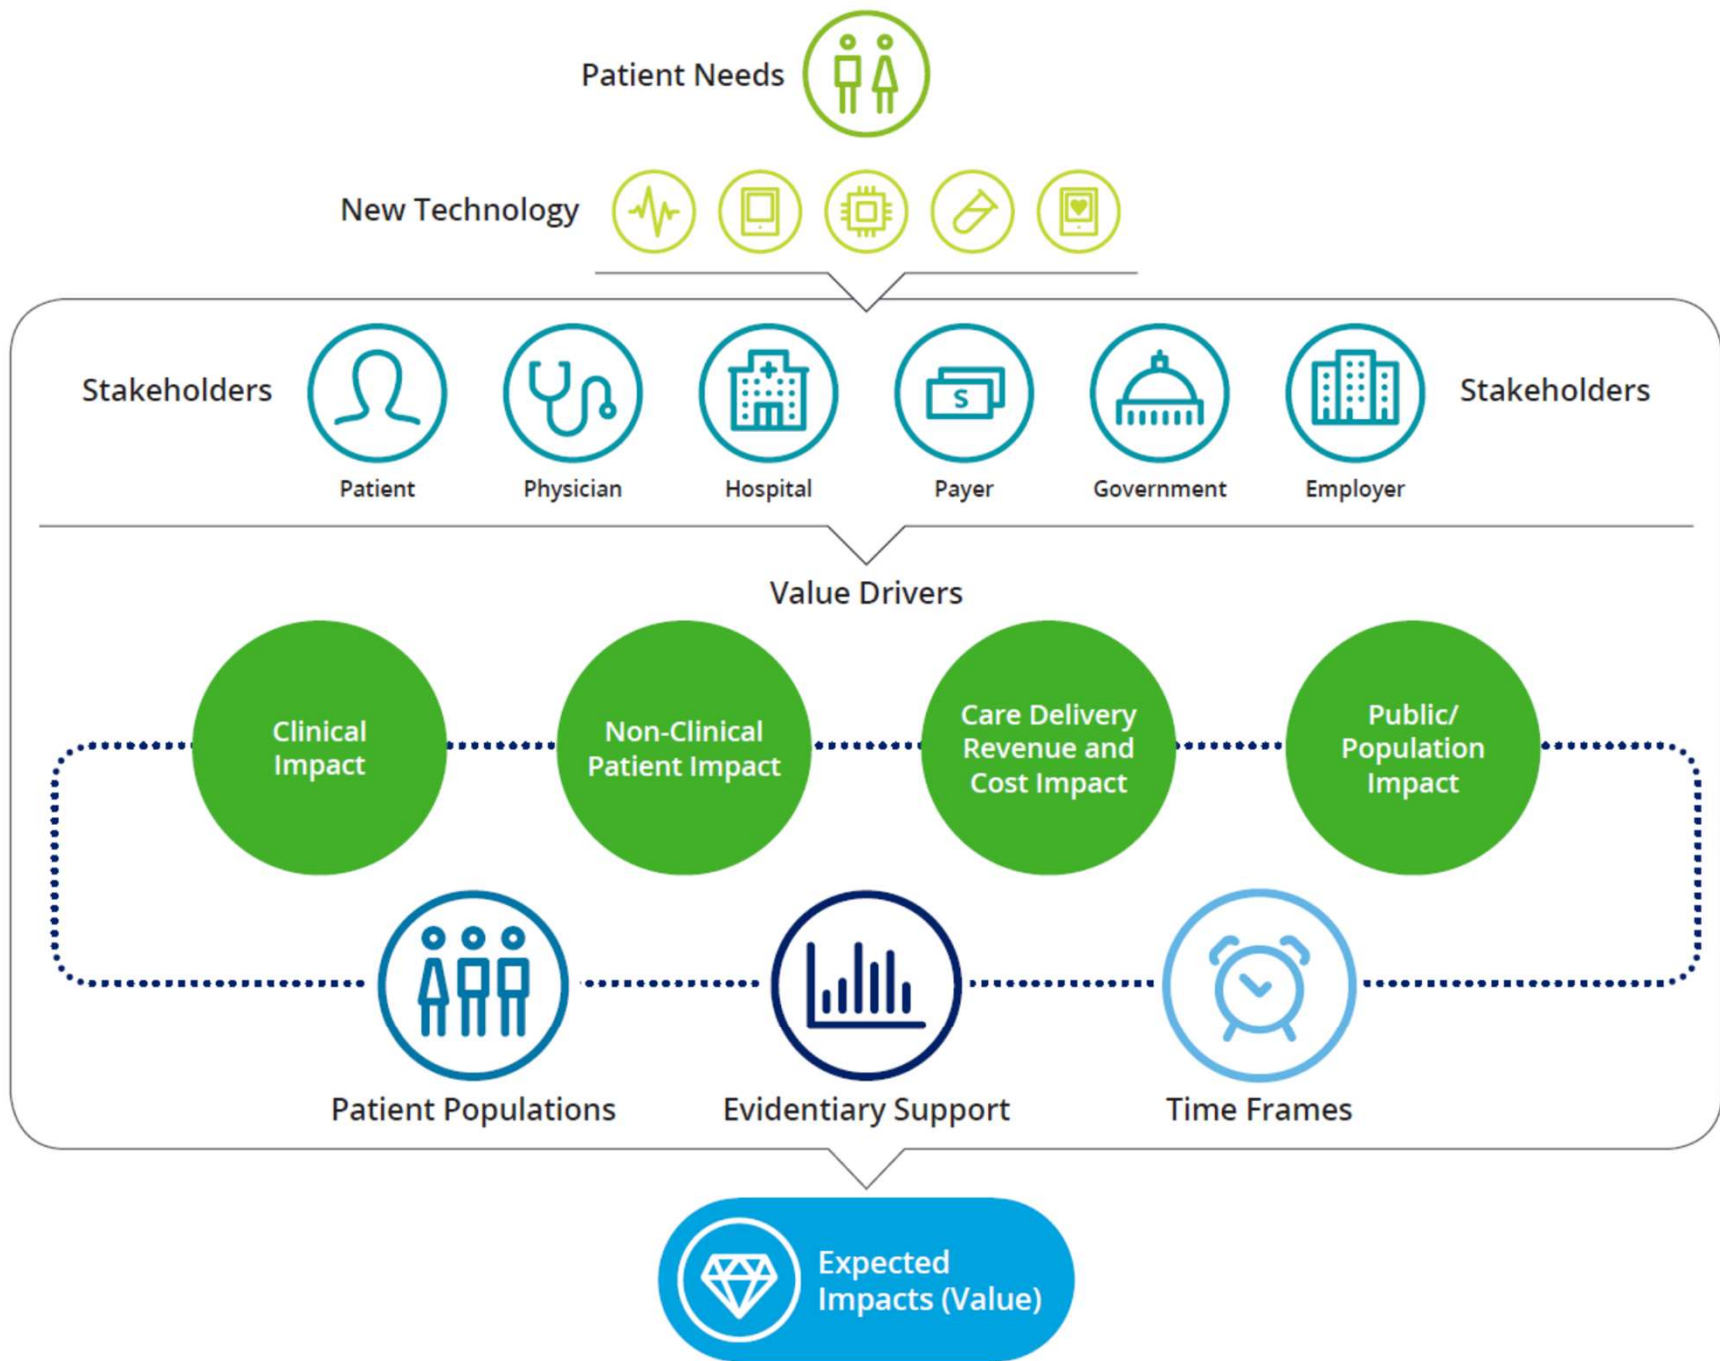 Patient Needs
New Technology
Stakeholders
Stakeholders
Patient
Physician
Hospital
S
Payer
Government
Employer
Value Drivers
Clinical
Impact
Non-Clinical
Patient Impact
Care Delivery
Revenue and
Cost Impact
Public/
Population
Impact
Patient Populations
Evidentiary Support
Time Frames
Expected
Impacts (Value)